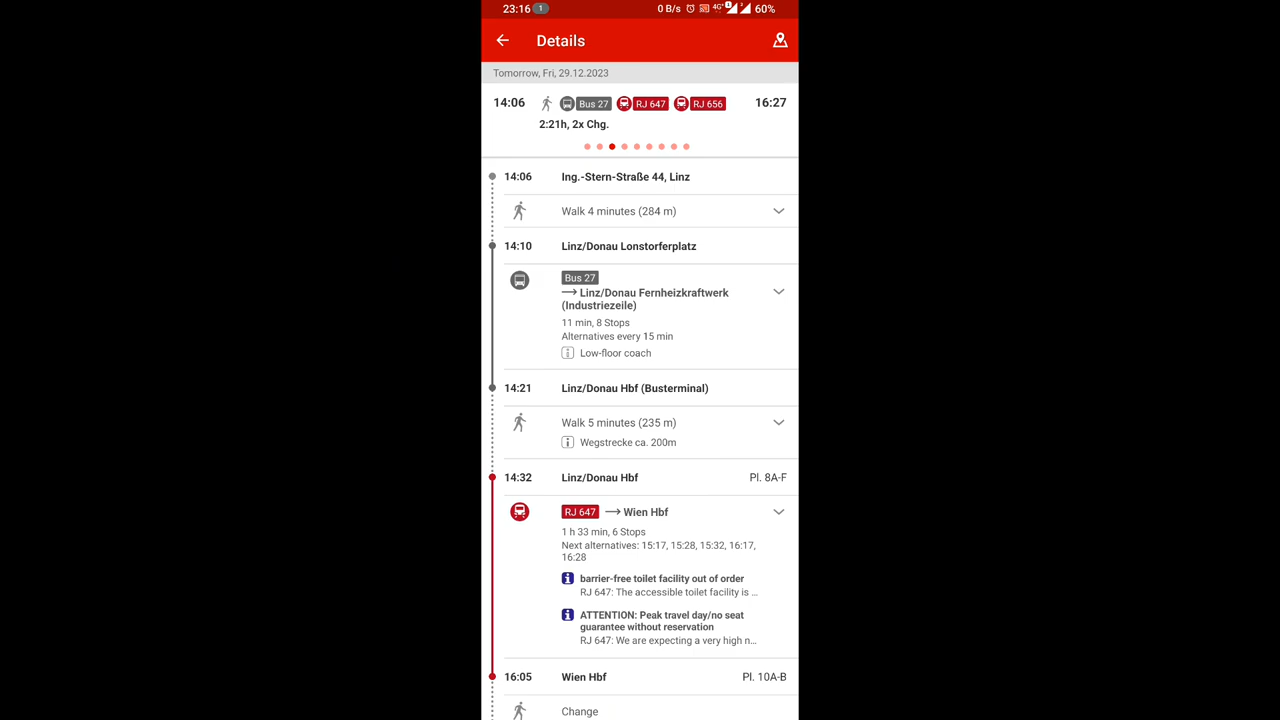 23:16 1 0 B/s 4G+ 60%
Details
Tomorrow, Fri, 29.12.2023
14:06 Bus 27 RJ 647 RJ 656 16:27
2:21h, 2x Chg.
14:06 Ing.-Stern-Straße 44, Linz
Walk 4 minutes (284 m)
14:10 Linz/Donau Lonstorferplatz
Bus 27
→ Linz/Donau Fernheizkraftwerk
(Industriezeile)
11 min, 8 Stops
Alternatives every 15 min
Low-floor coach
14:21 Linz/Donau Hbf (Busterminal)
Walk 5 minutes (235 m)
Wegstrecke ca. 200m
14:32 Linz/Donau Hbf Pl. 8A-F
RJ 647 → Wien Hbf
1 h 33 min, 6 Stops
Next alternatives: 15:17, 15:28, 15:32, 16:17,
16:28
barrier-free toilet facility out of order
RJ 647: The accessible toilet facility is ...
ATTENTION: Peak travel day/no seat
guarantee without reservation
RJ 647: We are expecting a very high n...
16:05 Wien Hbf Pl. 10A-B
Change